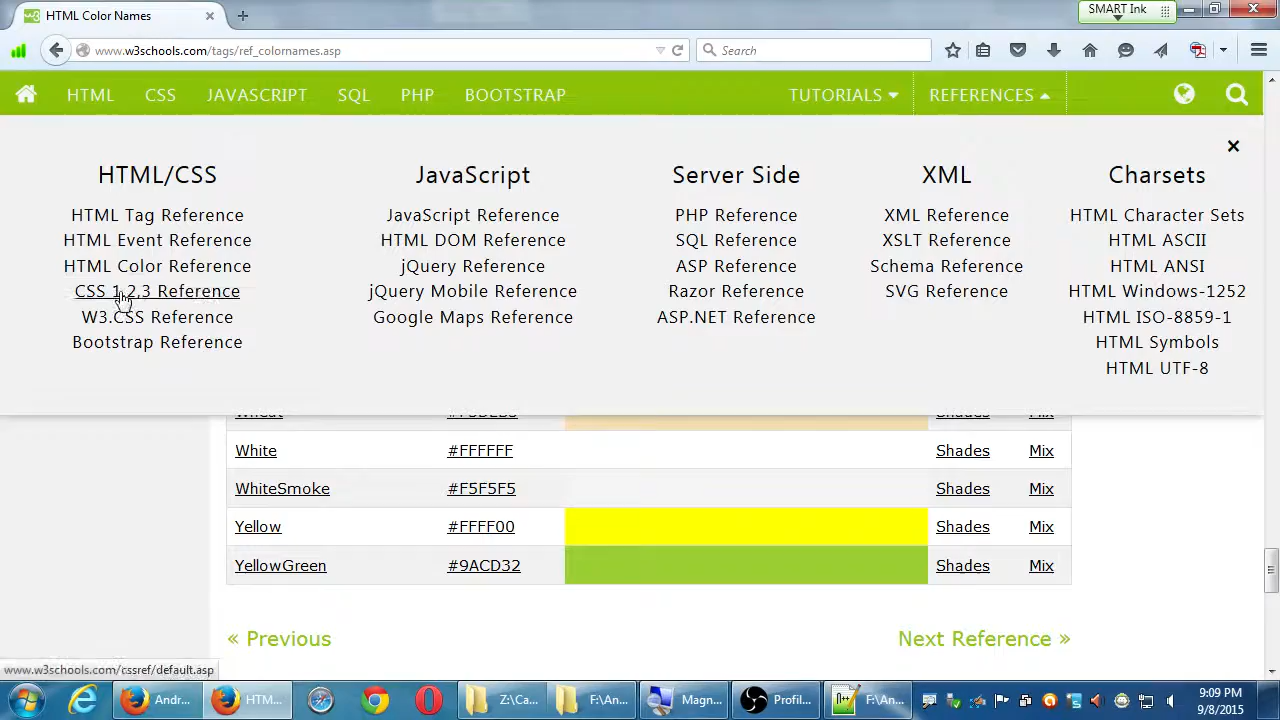 HTML Color Names
SMART Ink
www.w3schools.com/tags/ref_colornames.asp
Search
HTML CSS JAVASCRIPT SQL PHP BOOTSTRAP TUTORIALS REFERENCES
HTML/CSS
HTML Tag Reference
HTML Event Reference
HTML Color Reference
CSS 1,2,3 Reference
W3.CSS Reference
Bootstrap Reference
JavaScript
JavaScript Reference
HTML DOM Reference
jQuery Reference
jQuery Mobile Reference
Google Maps Reference
Server Side
PHP Reference
SQL Reference
ASP Reference
Razor Reference
ASP.NET Reference
XML
XML Reference
XSLT Reference
Schema Reference
SVG Reference
Charsets
HTML Character Sets
HTML ASCII
HTML ANSI
HTML Windows-1252
HTML ISO-8859-1
HTML Symbols
HTML UTF-8
Wheat #F5DEB3 Shades Mix
White #FFFFFF Shades Mix
WhiteSmoke #F5F5F5 Shades Mix
Yellow #FFFF00 Shades Mix
YellowGreen #9ACD32 Shades Mix
« Previous Next Reference »
www.w3schools.com/cssref/default.asp
Andr... HTM... Z:\Ca... F:\An... Magn... Profil... F:\An...
9:09 PM
9/8/2015